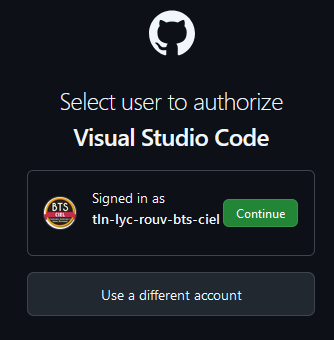 Select user to authorize
Visual Studio Code
BTS
CIEL
Signed in as
tln-lyc-rouv-bts-ciel
Continue
Use a different account